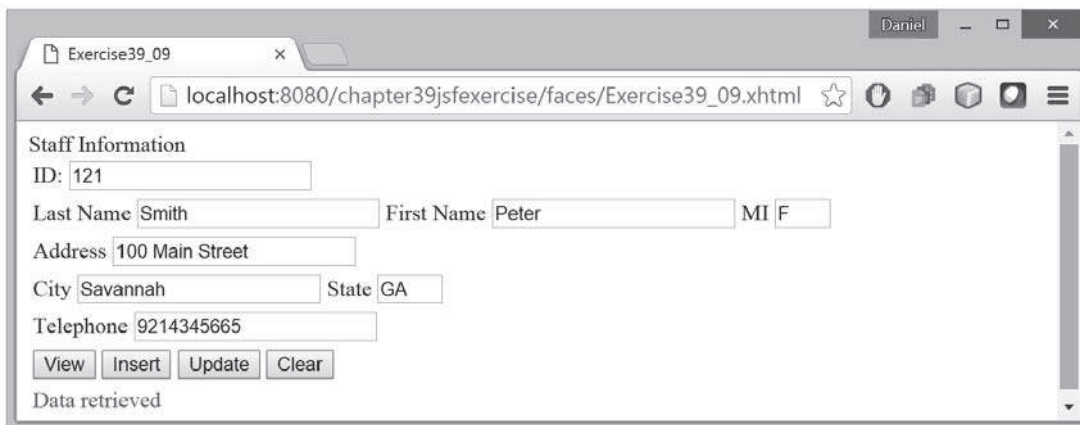 Daniel
Exercise39_09
localhost:8080/chapter39jsfexercise/faces/Exercise39_09.xhtml
Staff Information
ID: 121
Last Name Smith First Name Peter MI F
Address 100 Main Street
City Savannah State GA
Telephone 9214345665
View Insert Update Clear
Data retrieved